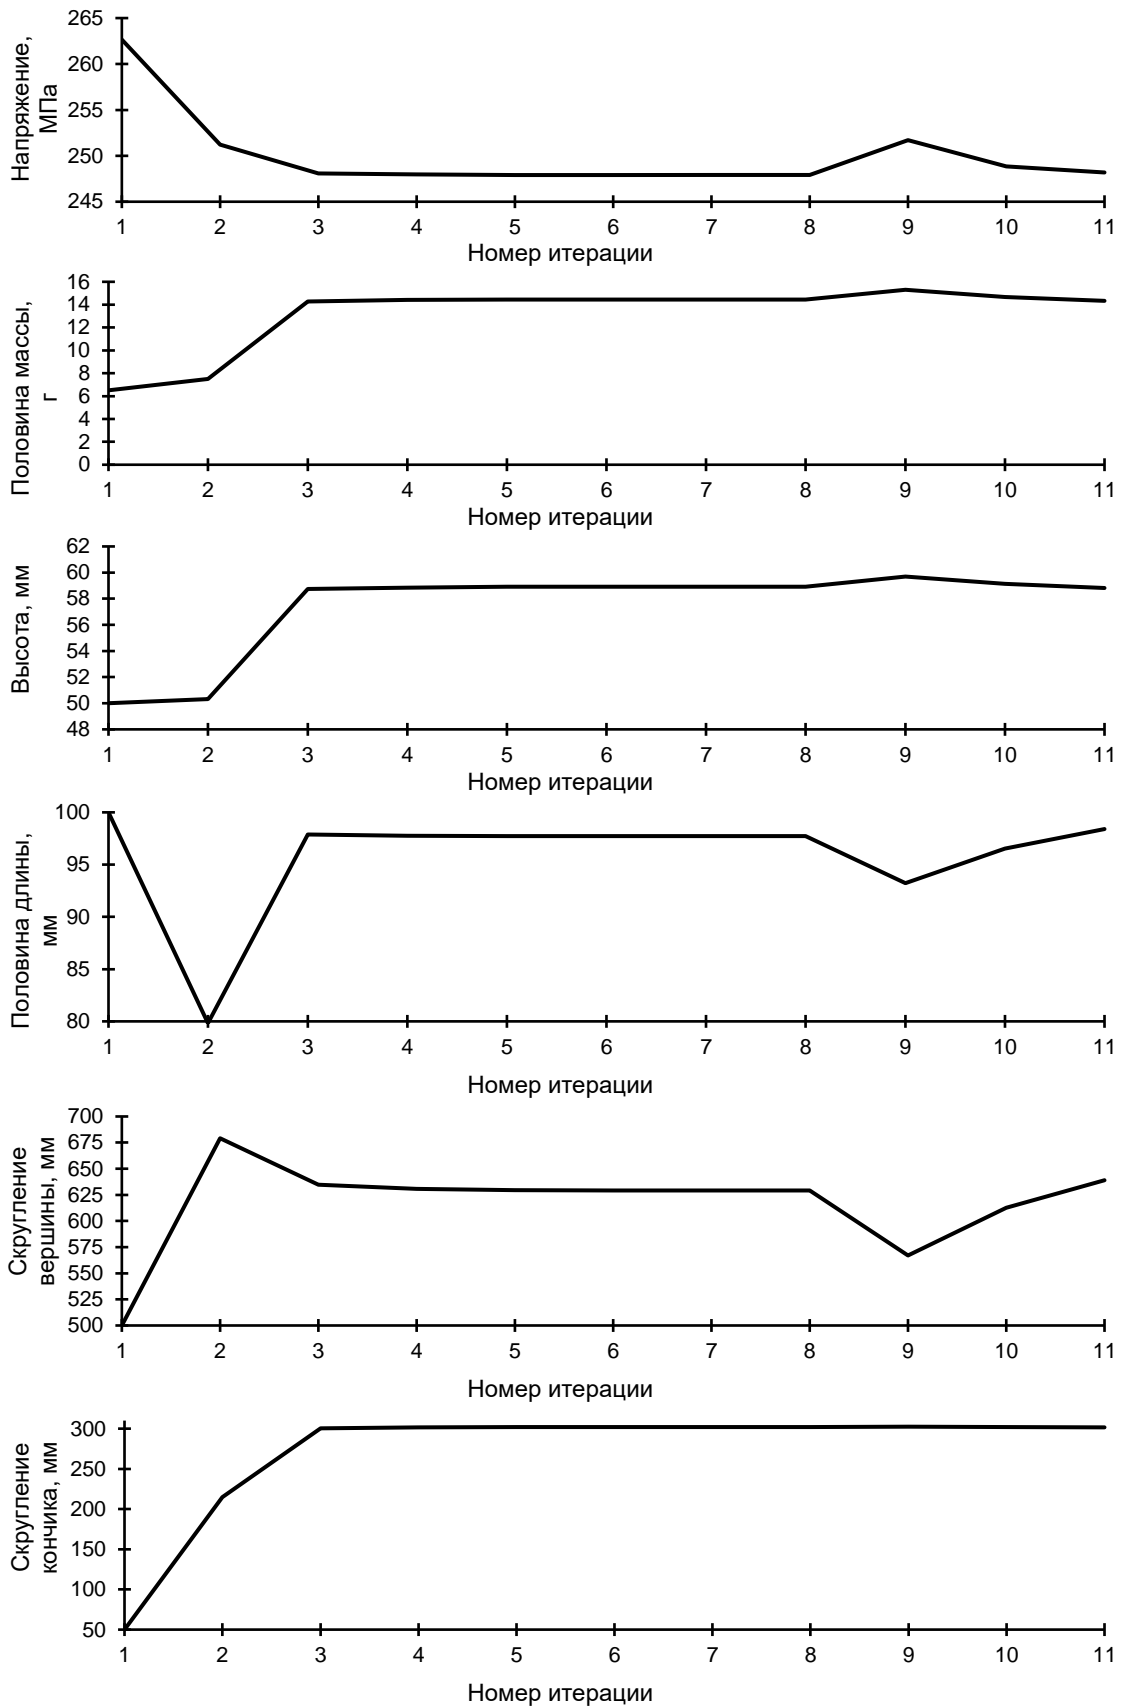 Напряжение,
МПа
265
260
255
250
245
1 2 3 4 5 6 7 8 9 10 11
Номер итерации
Половина массы,
г
16
14
12
10
8
6
4
2
0
1 2 3 4 5 6 7 8 9 10 11
Номер итерации
Высота, мм
62
60
58
56
54
52
50
48
1 2 3 4 5 6 7 8 9 10 11
Номер итерации
Половина длины,
мм
100
95
90
85
80
1 2 3 4 5 6 7 8 9 10 11
Номер итерации
Скругление
вершины, мм
700
675
650
625
600
575
550
525
500
1 2 3 4 5 6 7 8 9 10 11
Номер итерации
Скругление
кончика, мм
300
250
200
150
100
50
1 2 3 4 5 6 7 8 9 10 11
Номер итерации